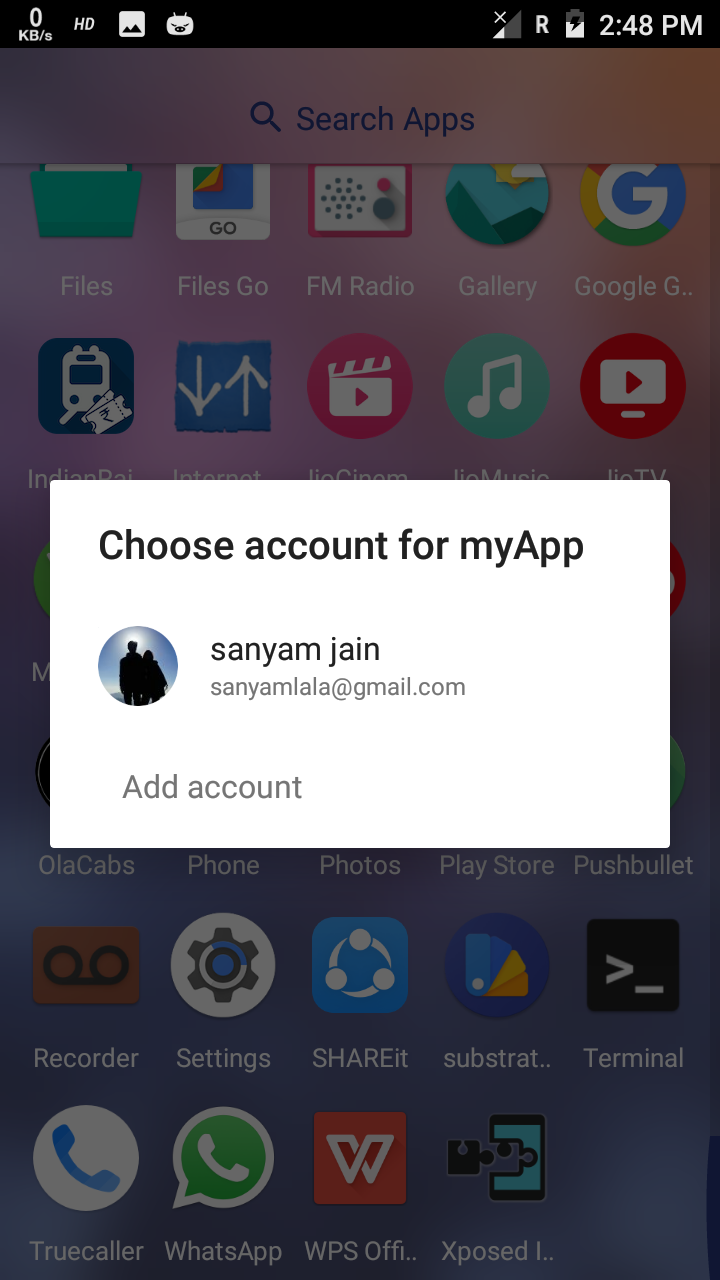 0
KB/s
HD
R
2:48 PM
Search Apps
GO
Files
Files Go
FM Radio
Gallery
Google G..
IndianRai
Internet
JioCinem
JioMusic
JioTV
Choose account for myApp
sanyam jain
sanyamlala@gmail.com
Add account
M
OlaCabs
Phone
Photos
Play Store
Pushbullet
Recorder
Settings
SHAREit
substrat..
Terminal
Truecaller
WhatsApp
WPS Offi..
Xposed I..